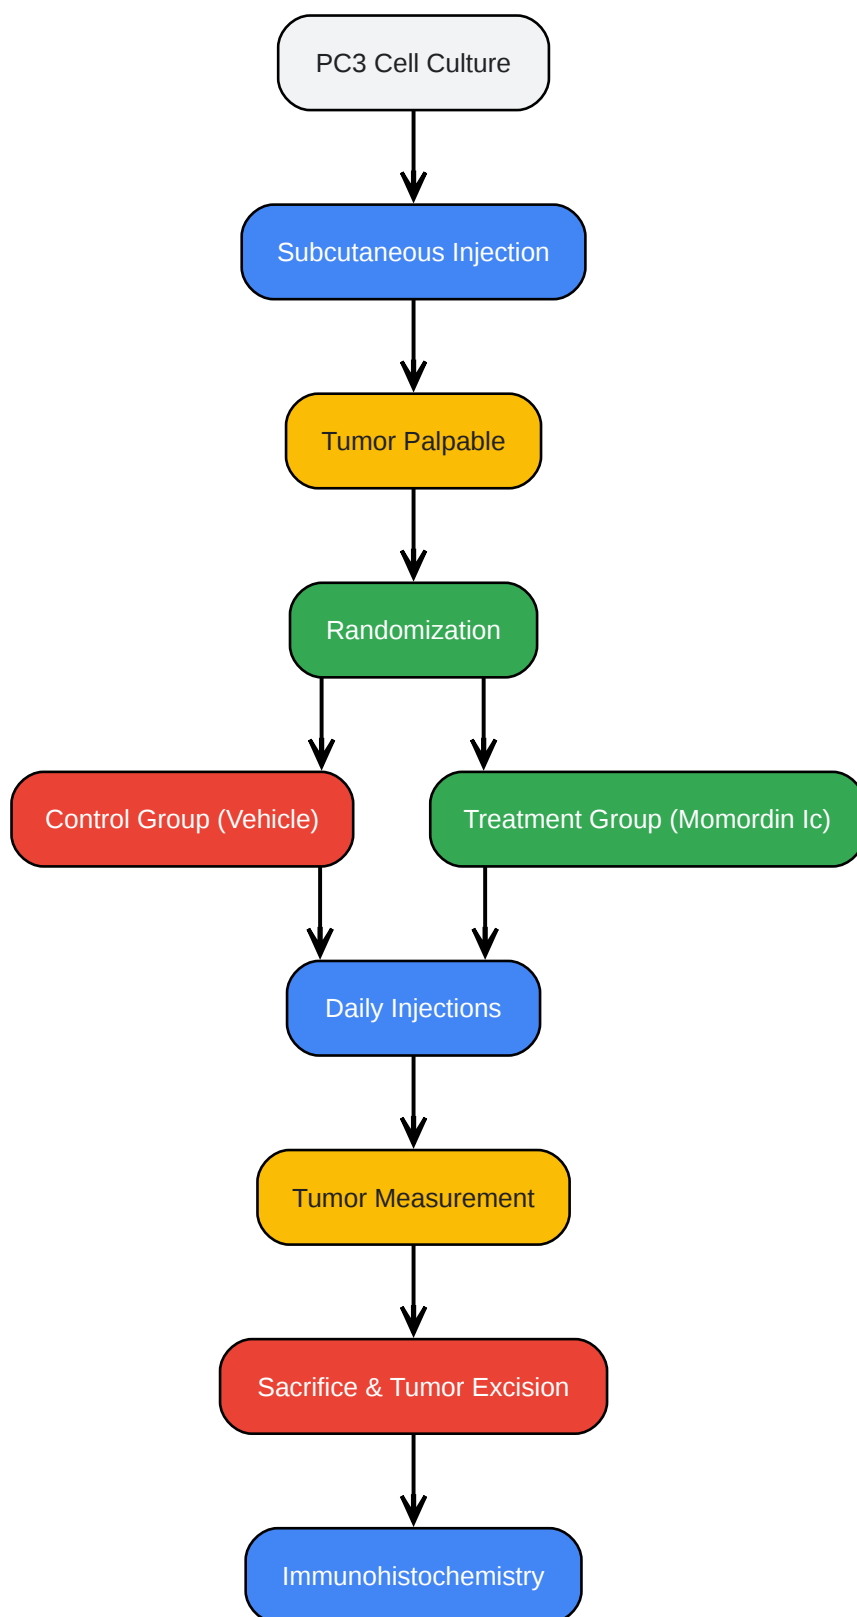 PC3 Cell Culture
Subcutaneous Injection
Tumor Palpable
Randomization
Control Group (Vehicle)
Treatment Group (Momordin Ic)
Daily Injections
Tumor Measurement
Sacrifice & Tumor Excision
Immunohistochemistry